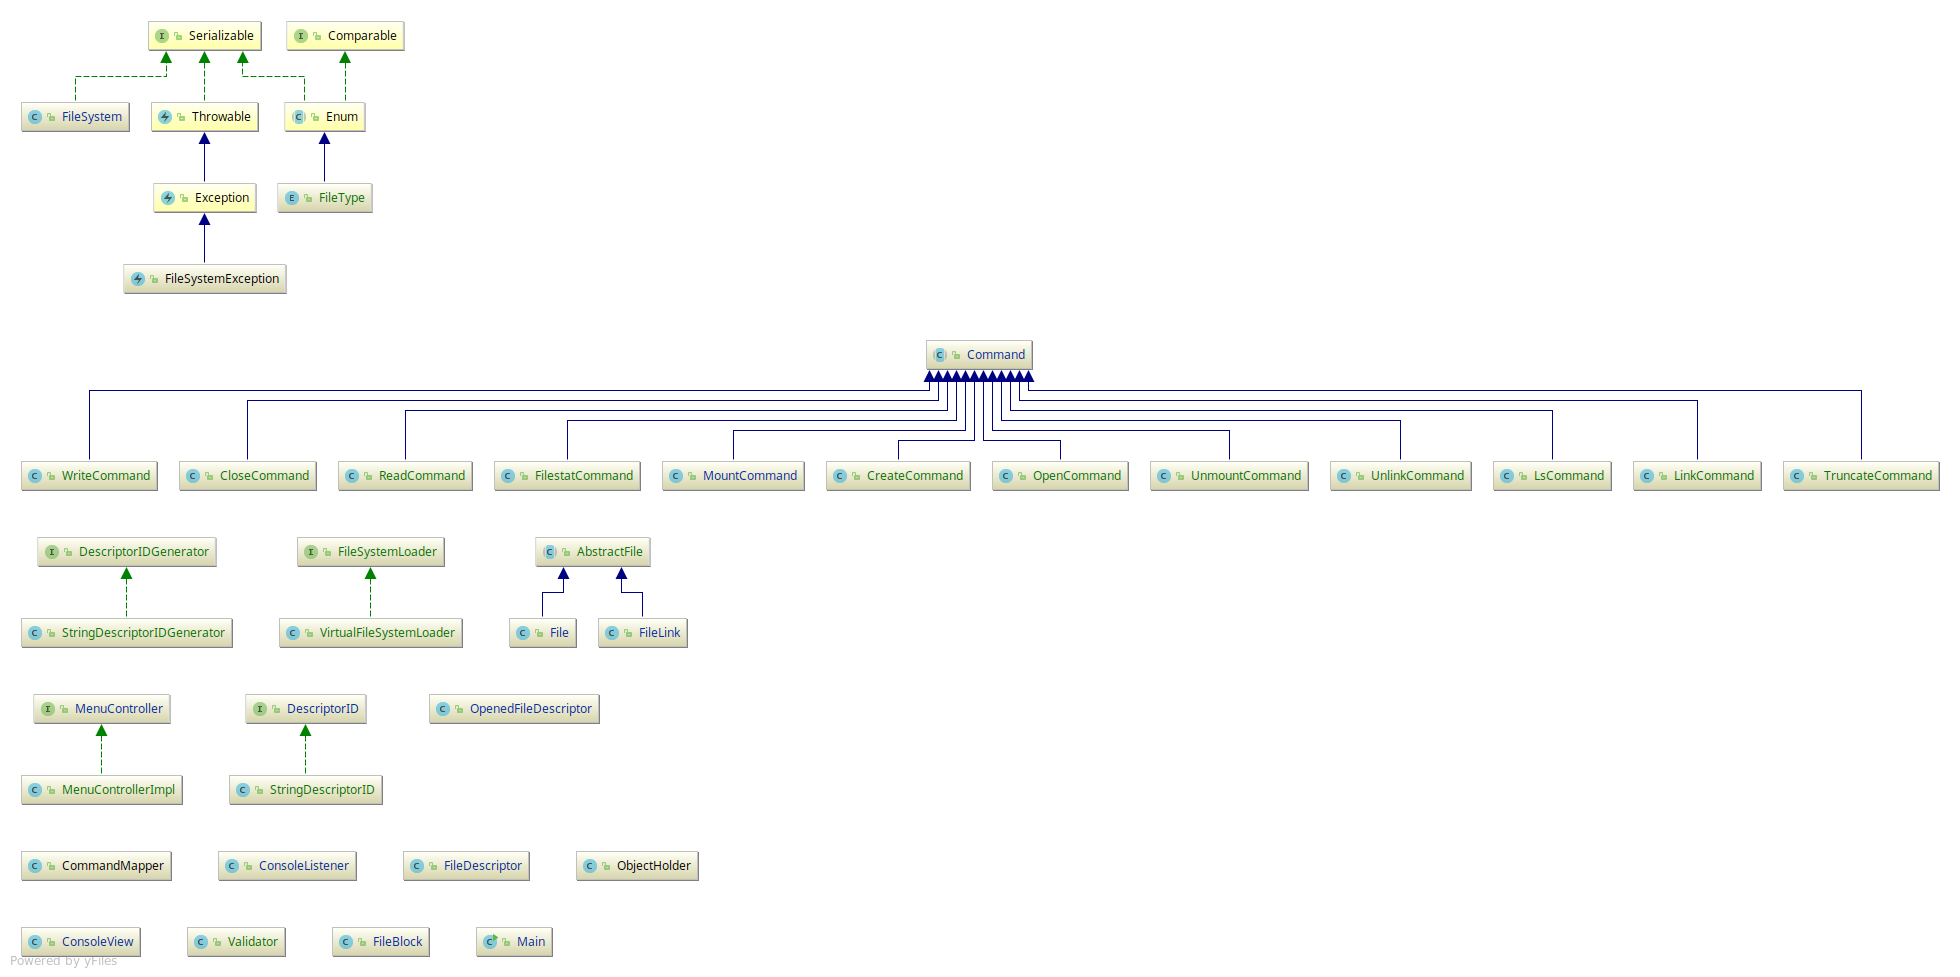 Serializable
Comparable
FileSystem
Throwable
Enum
Exception
FileType
FileSystemException
Command
WriteCommand
CloseCommand
ReadCommand
FilestatCommand
MountCommand
CreateCommand
OpenCommand
UnmountCommand
UnlinkCommand
LsCommand
LinkCommand
TruncateCommand
DescriptorIDGenerator
FileSystemLoader
AbstractFile
StringDescriptorIDGenerator
VirtualFileSystemLoader
File
FileLink
MenuController
DescriptorID
OpenedFileDescriptor
MenuControllerImpl
StringDescriptorID
CommandMapper
ConsoleListener
FileDescriptor
ObjectHolder
ConsoleView
Validator
FileBlock
Main
Powered by yFiles